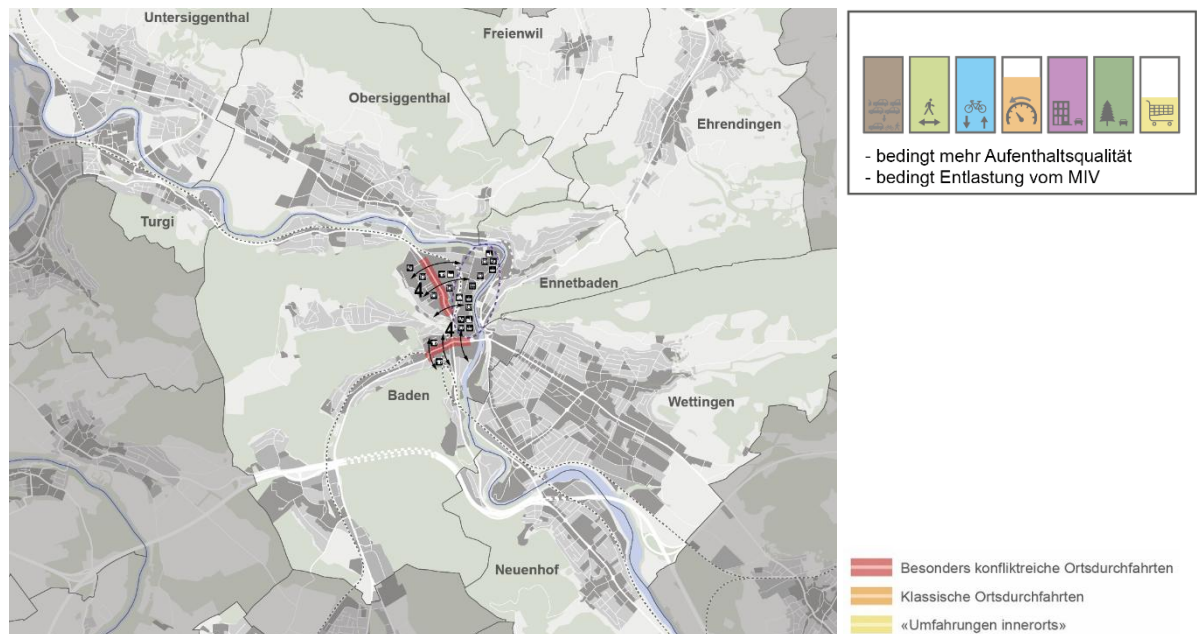 Untersiggenthal
Freienwil
Obersiggenthal
Ehrendingen
Turgi
Ennetbaden
4
4
Baden
Wettingen
Neuenhof
- bedingt mehr Aufenthaltsqualität
- bedingt Entlastung vom MIV
Besonders konfliktreiche Ortsdurchfahrten
Klassische Ortsdurchfahrten
«Umfahrungen innerorts»